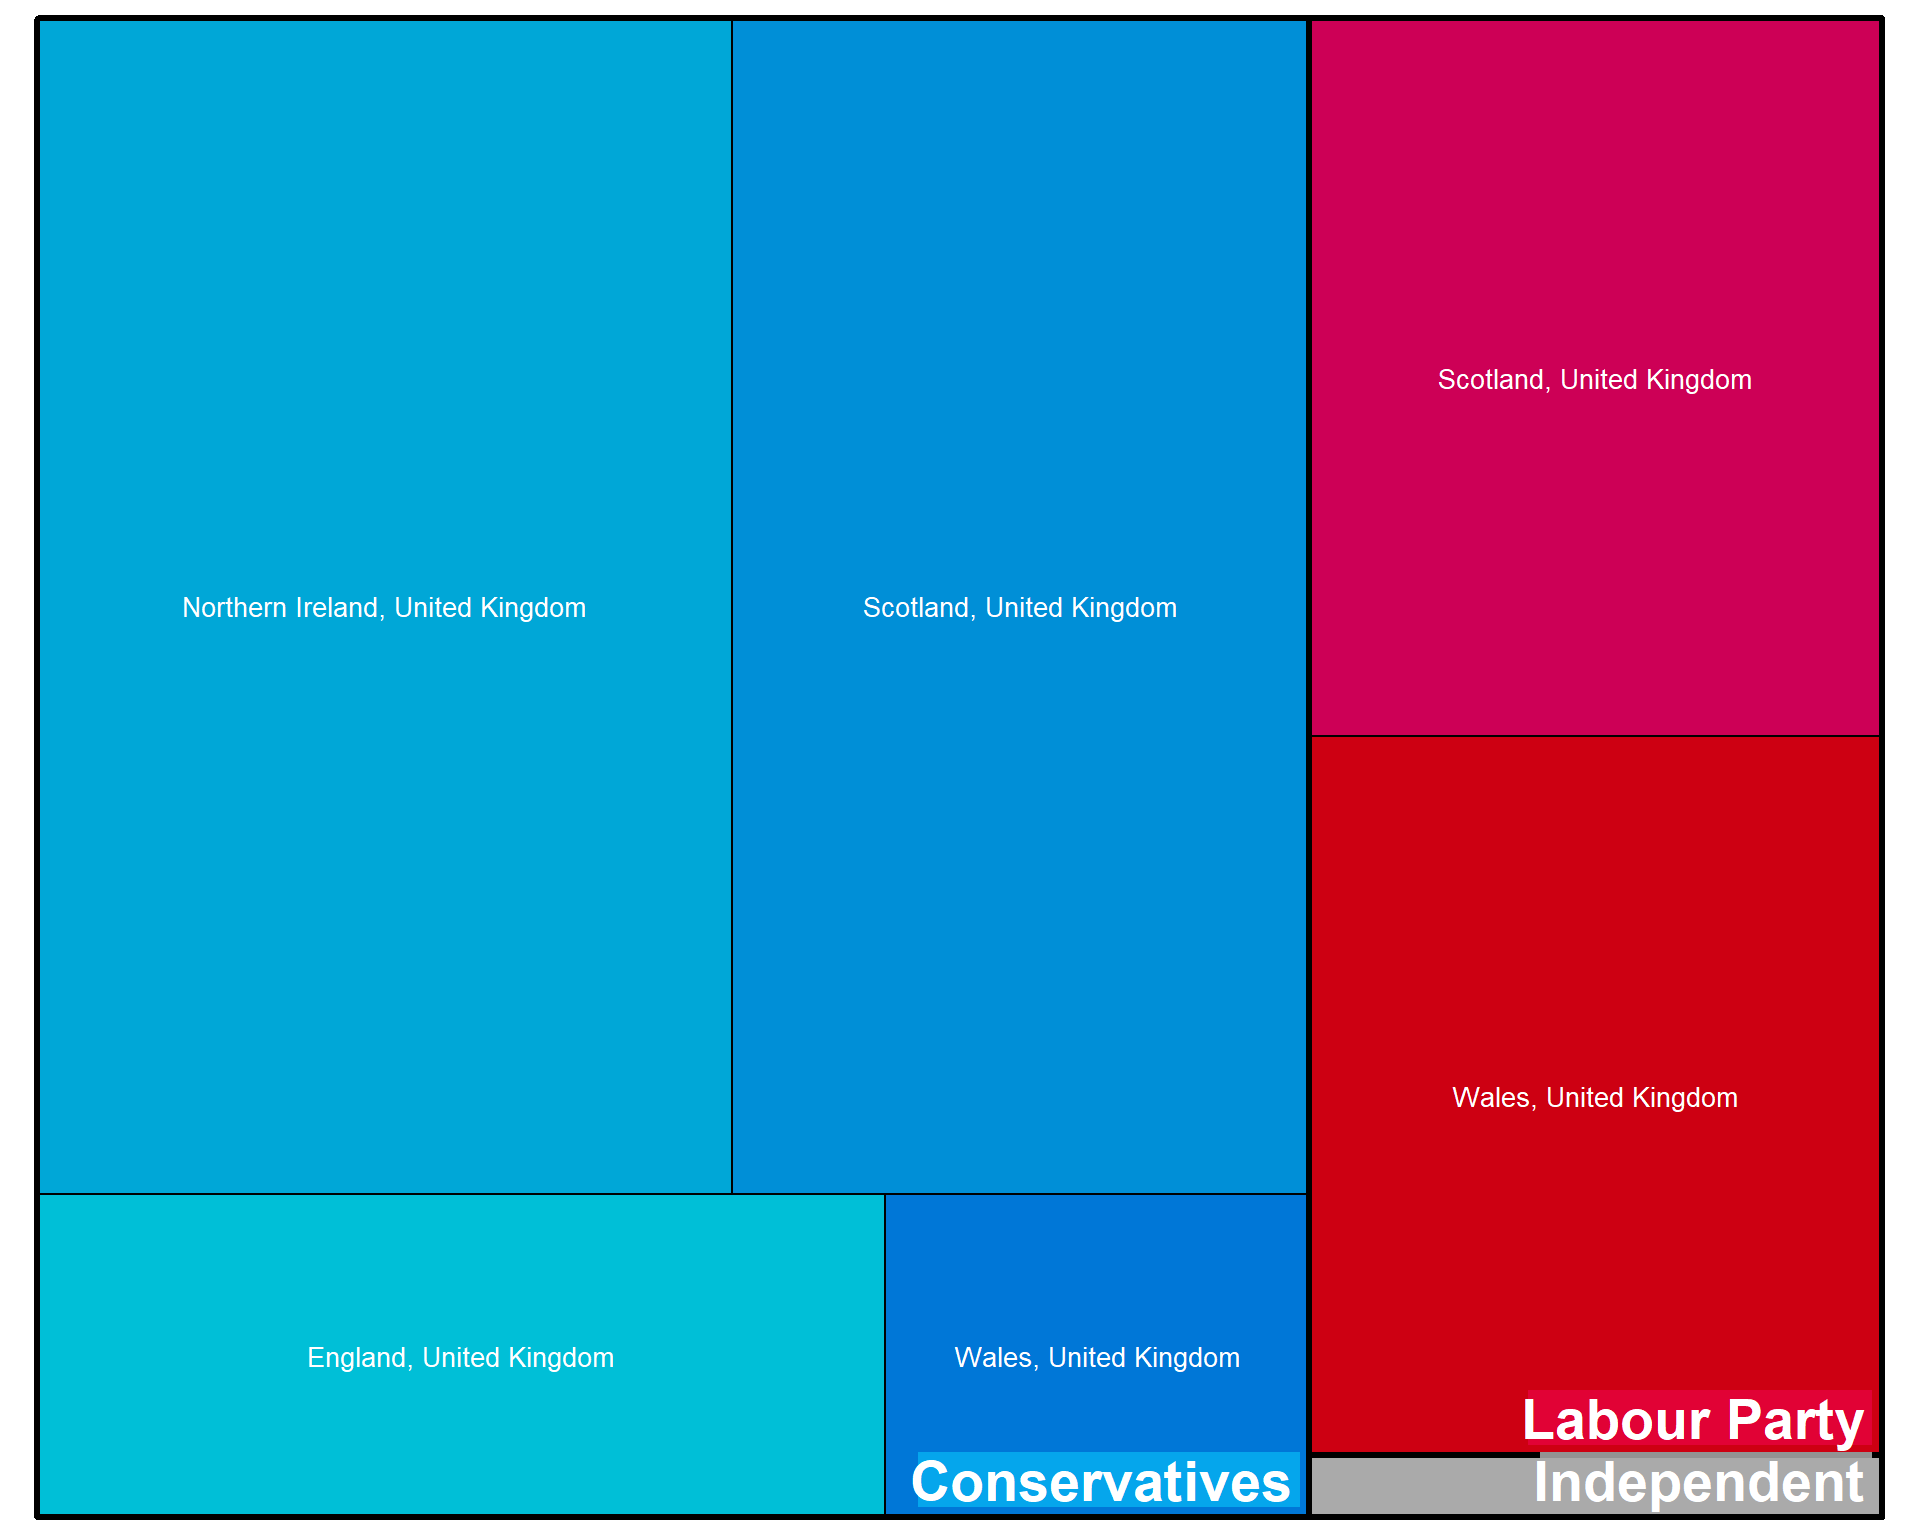 Northern Ireland, United Kingdom
Scotland, United Kingdom
Scotland, United Kingdom
Wales, United Kingdom
England, United Kingdom
Wales, United Kingdom
Labour Party
Conservatives
Independent